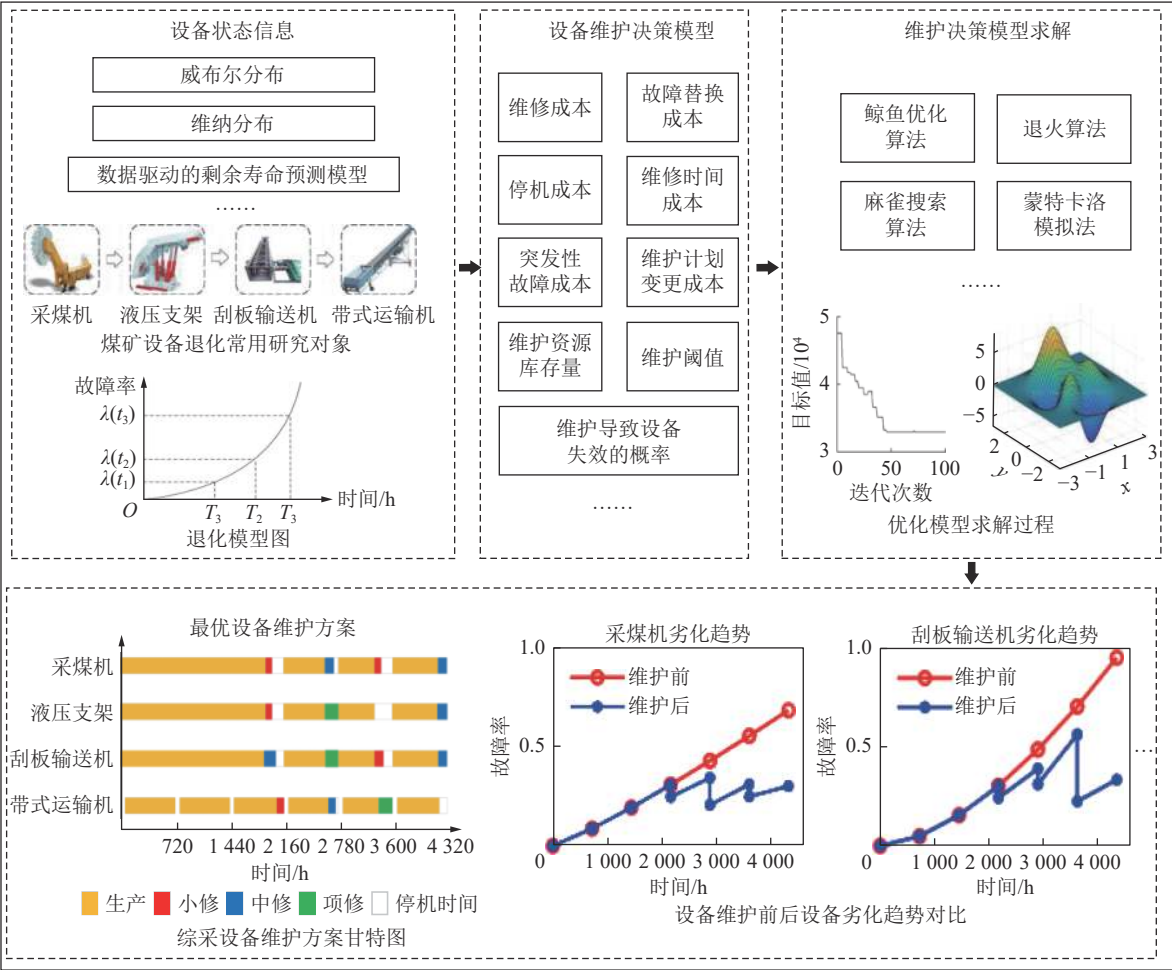 设备状态信息
威布尔分布
维纳分布
数据驱动的剩余寿命预测模型
……
采煤机
液压支架
刮板输送机
带式运输机
煤矿设备退化常用研究对象
故障率
λ(t3)
λ(t2)
λ(t1)
O
T3
T2
T3
时间/h
退化模型图
设备维护决策模型
维修成本
故障替换
成本
停机成本
维修时间
成本
突发性
故障成本
维护计划
变更成本
维护资源
库存量
维护阈值
维护导致设备
失效的概率
……
维护决策模型求解
鲸鱼优化
算法
退火算法
麻雀搜索
算法
蒙特卡洛
模拟法
……
目标值/10⁴
5
4
3
0
50
100
迭代次数
5
0
−5
2
0
−2
y
−3
−1
1
3
x
优化模型求解过程
最优设备维护方案
采煤机
液压支架
刮板输送机
带式运输机
720
1 440
2 160
2 780
3 600
4 320
时间/h
生产
小修
中修
项修
停机时间
综采设备维护方案甘特图
采煤机劣化趋势
1.0
0.5
故障率
维护前
维护后
0
1 000
2 000
3 000
4 000
时间/h
刮板输送机劣化趋势
1.0
0.5
故障率
维护前
维护后
0
1 000
2 000
3 000
4 000
时间/h
…
设备维护前后设备劣化趋势对比